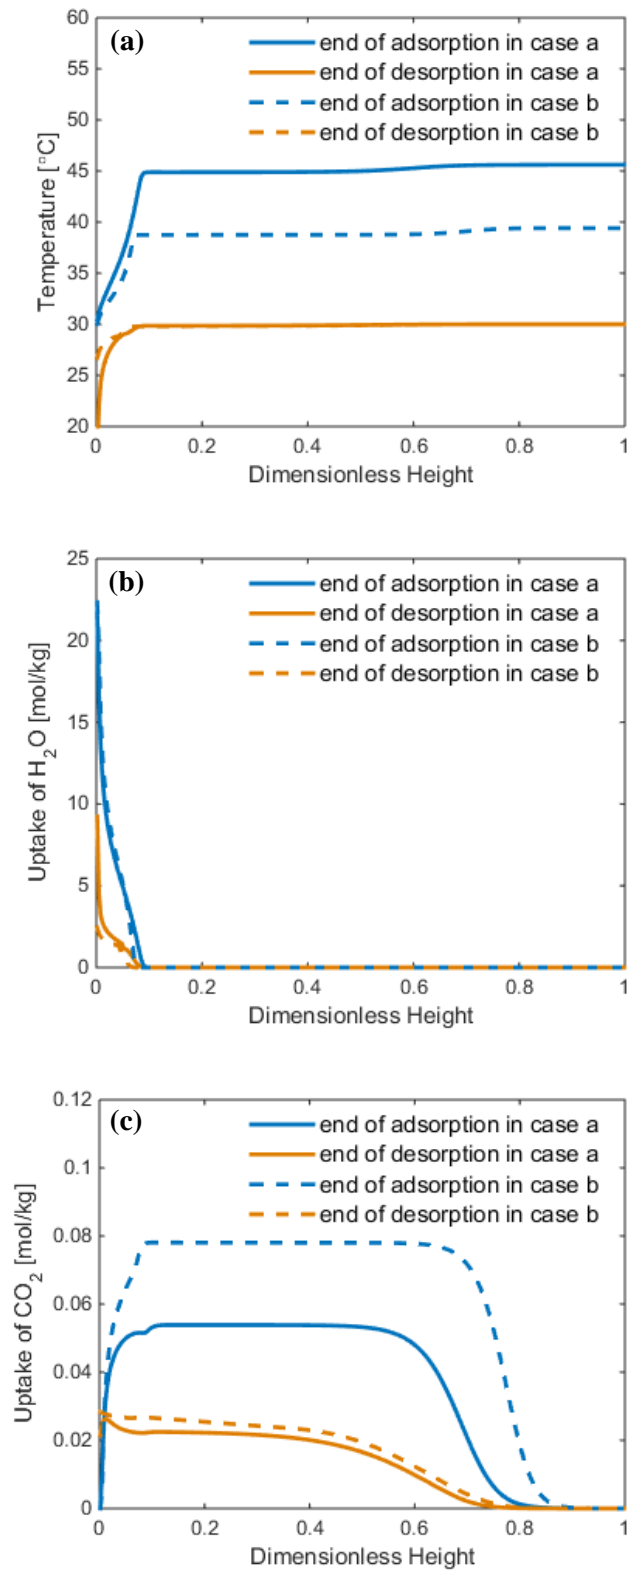 60
(a)
end of adsorption in case a
55
end of desorption in case a
50
end of adsorption in case b
end of desorption in case b
45
40
35
30
25
20
Temperature [°C]
0
0.2
0.4
0.6
0.8
1
Dimensionless Height
25
(b)
end of adsorption in case a
end of desorption in case a
20
end of adsorption in case b
end of desorption in case b
15
10
5
0
Uptake of H₂O [mol/kg]
0
0.2
0.4
0.6
0.8
1
Dimensionless Height
0.12
(c)
end of adsorption in case a
end of desorption in case a
0.1
end of adsorption in case b
end of desorption in case b
0.08
0.06
0.04
0.02
0
Uptake of CO₂ [mol/kg]
0
0.2
0.4
0.6
0.8
1
Dimensionless Height